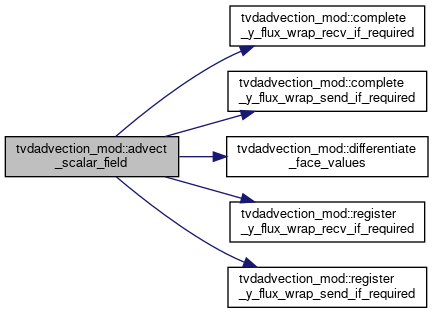 tvdadvection_mod::complete
_y_flux_wrap_recv_if_required
tvdadvection_mod::complete
_y_flux_wrap_send_if_required
tvdadvection_mod::advect
_scalar_field
tvdadvection_mod::differentiate
_face_values
tvdadvection_mod::register
_y_flux_wrap_recv_if_required
tvdadvection_mod::register
_y_flux_wrap_send_if_required